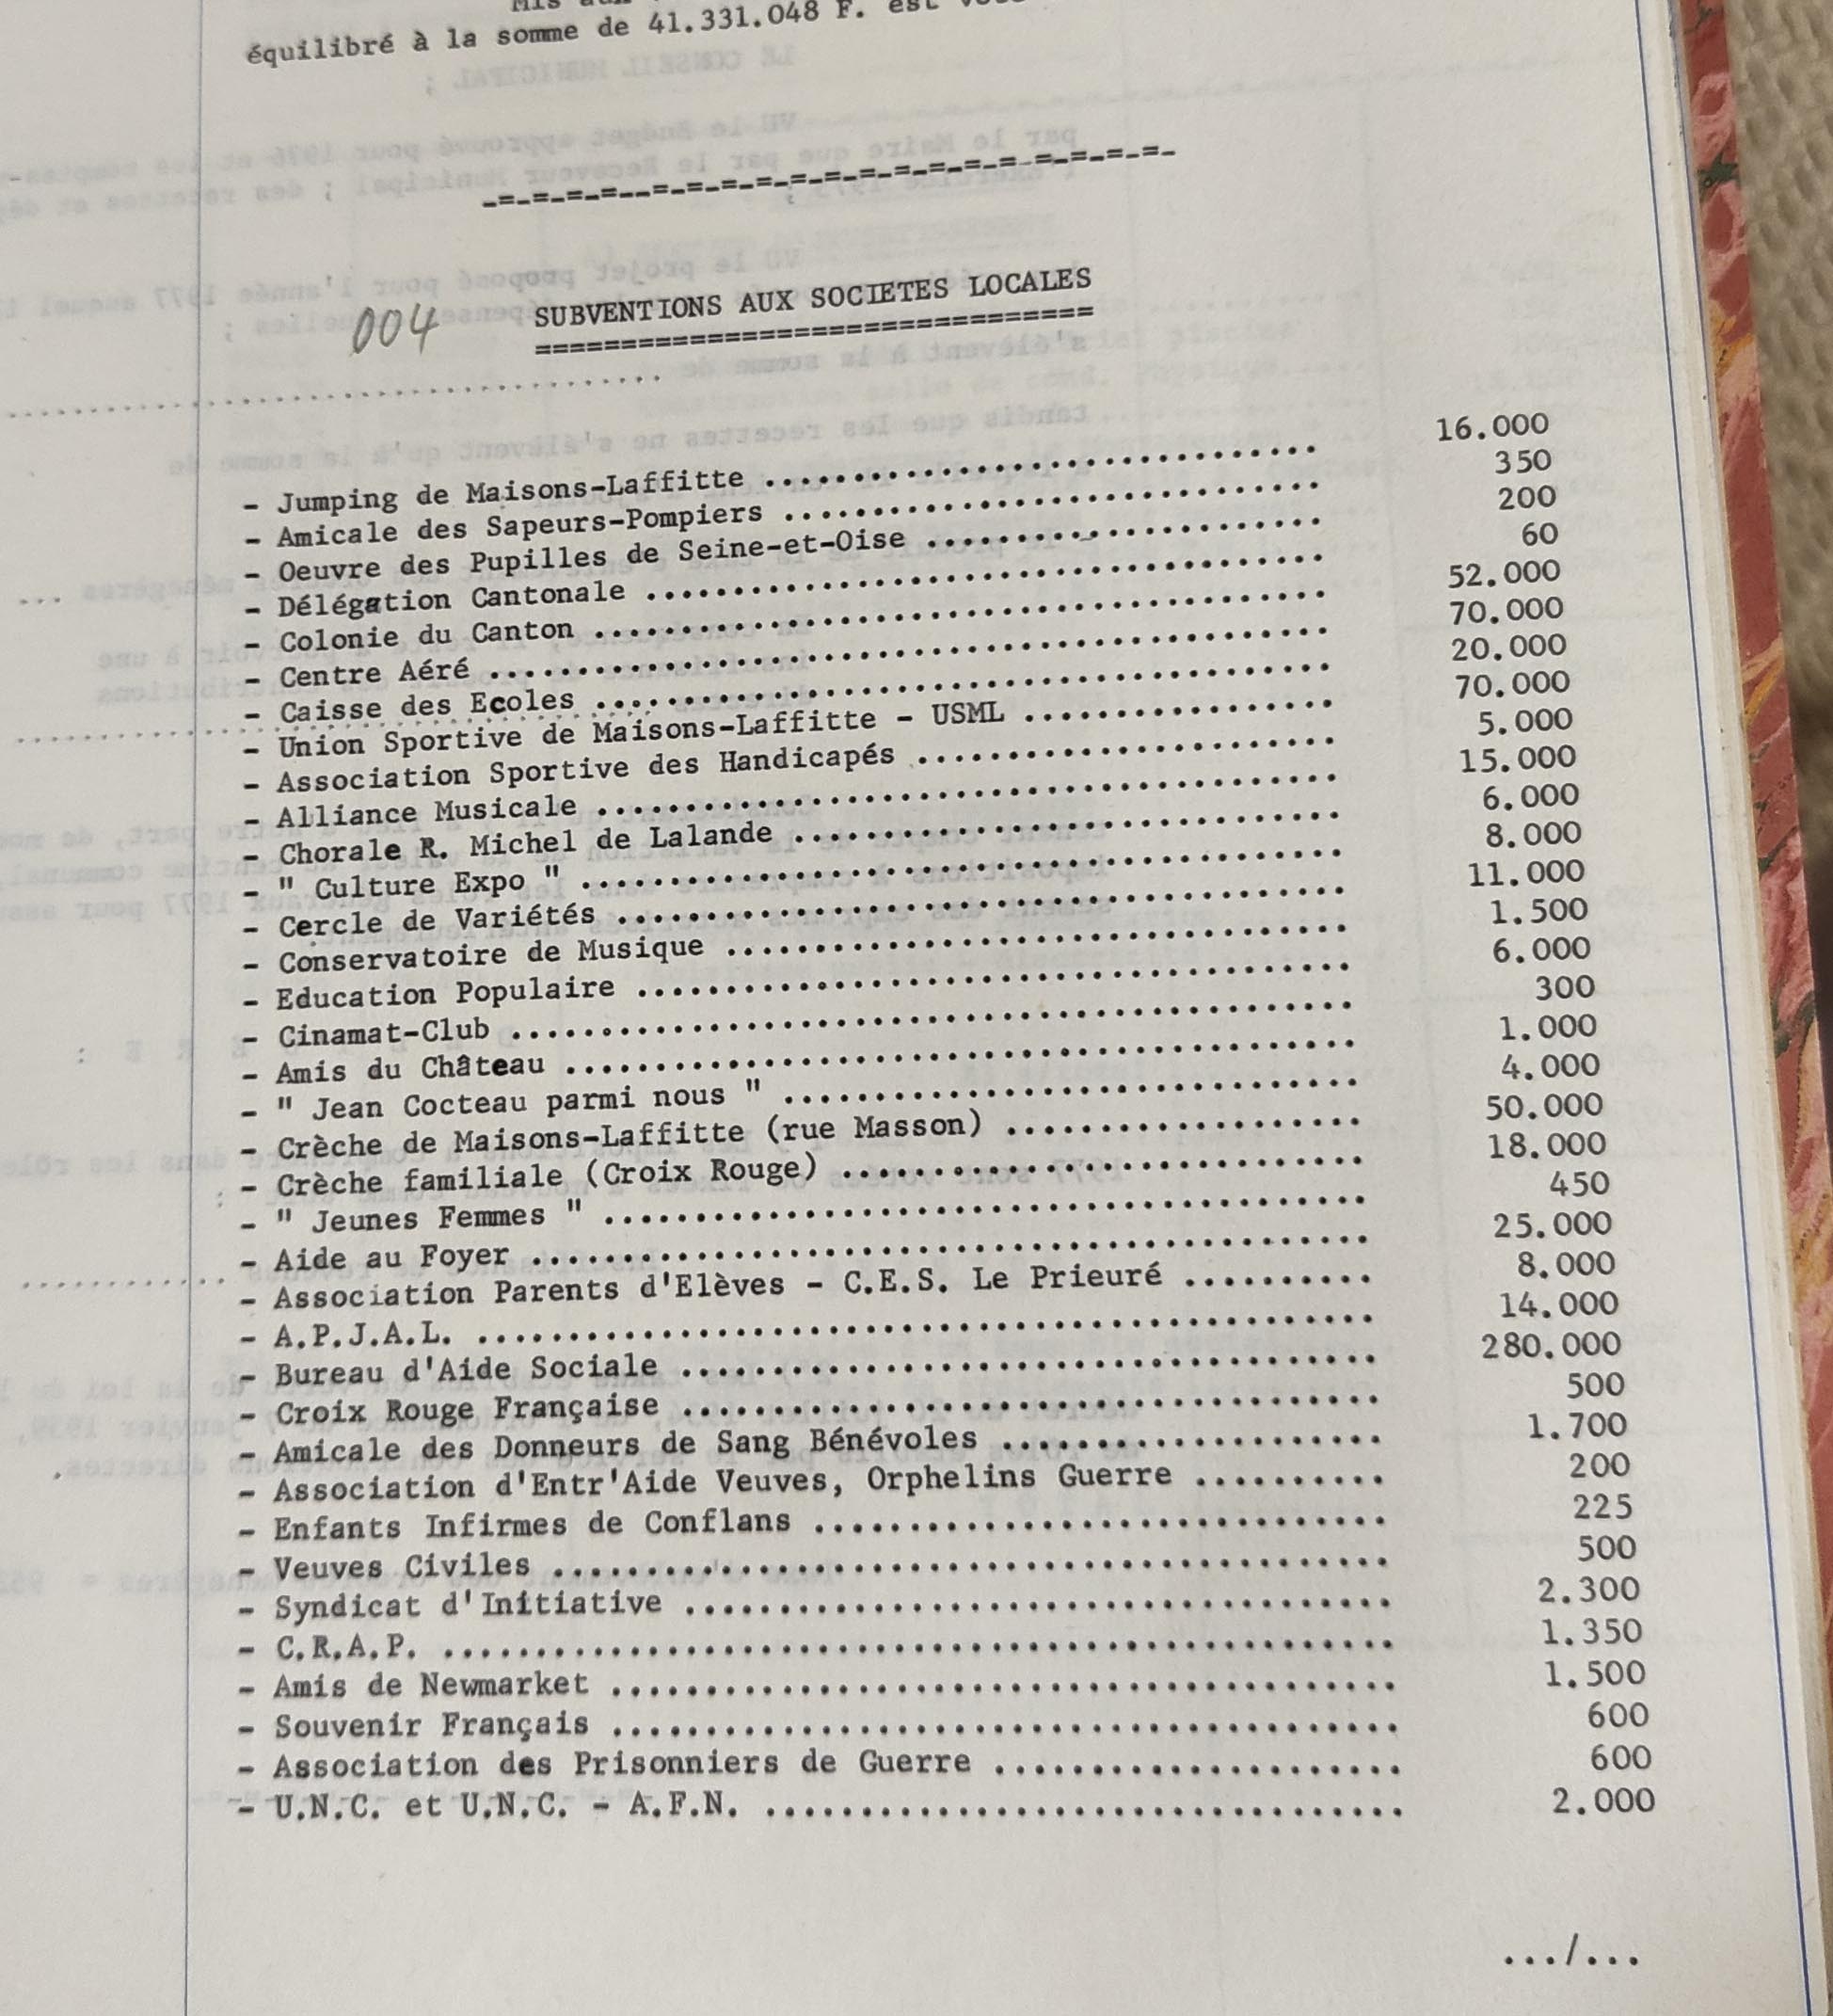 équilibré à la somme de 41.331.048 F. est
-=-=-=-=--=-=-=-=-=-=-=-=-=-=-=-=-=-=-=-
004 SUBVENTIONS AUX SOCIETES LOCALES
- Jumping de Maisons-Laffitte ............................... 16.000
- Amicale des Sapeurs-Pompiers .............................. 350
- Oeuvre des Pupilles de Seine-et-Oise ...................... 200
- Délégation Cantonale ...................................... 60
- Colonie du Canton ......................................... 52.000
- Centre Aéré ............................................... 70.000
- Caisse des Ecoles ......................................... 20.000
- Union Sportive de Maisons-Laffitte - USML ................. 70.000
- Association Sportive des Handicapés ....................... 5.000
- Alliance Musicale ......................................... 15.000
- Chorale R. Michel de Lalande .............................. 6.000
- " Culture Expo " .......................................... 8.000
- Cercle de Variétés ........................................ 11.000
- Conservatoire de Musique .................................. 1.500
- Education Populaire ....................................... 6.000
- Cinamat-Club .............................................. 300
- Amis du Château ........................................... 1.000
- " Jean Cocteau parmi nous " ............................... 4.000
- Crèche de Maisons-Laffitte (rue Masson) ................... 50.000
- Crèche familiale (Croix Rouge) ............................ 18.000
- " Jeunes Femmes " ......................................... 450
- Aide au Foyer ............................................. 25.000
- Association Parents d'Elèves - C.E.S. Le Prieuré .......... 8.000
- A.P.J.A.L. ................................................ 14.000
- Bureau d'Aide Sociale ..................................... 280.000
- Croix Rouge Française ..................................... 500
- Amicale des Donneurs de Sang Bénévoles .................... 1.700
- Association d'Entr'Aide Veuves, Orphelins Guerre .......... 200
- Enfants Infirmes de Conflans .............................. 225
- Veuves Civiles ............................................ 500
- Syndicat d'Initiative ..................................... 2.300
- C.R.A.P. .................................................. 1.350
- Amis de Newmarket ......................................... 1.500
- Souvenir Français ......................................... 600
- Association des Prisonniers de Guerre ..................... 600
- U.N.C. et U.N.C. - A.F.N. ................................. 2.000
.../...